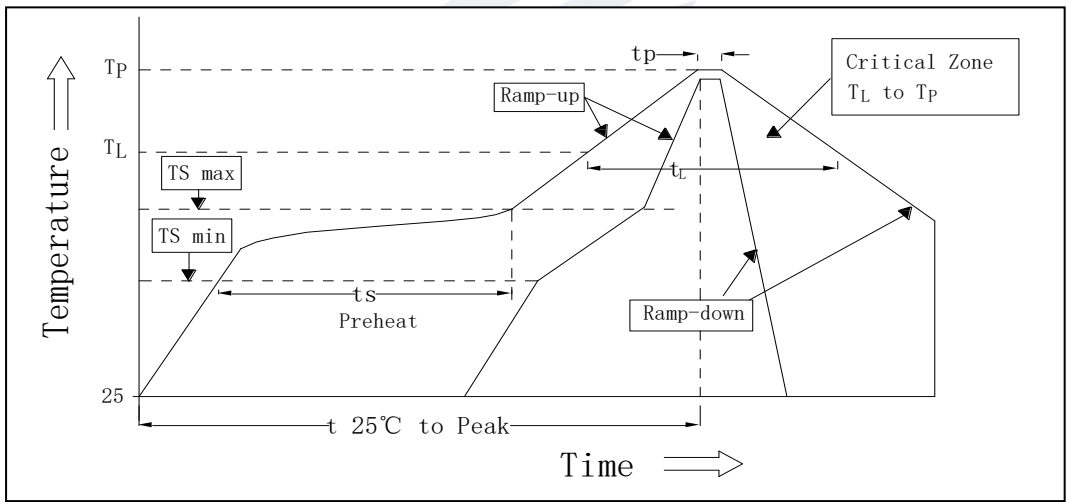 tp
Critical Zone
TL to TP
TP
Ramp-up
TL
TS max
tL
TS min
ts
Preheat
Ramp-down
25
t 25℃ to Peak
Temperature
Time